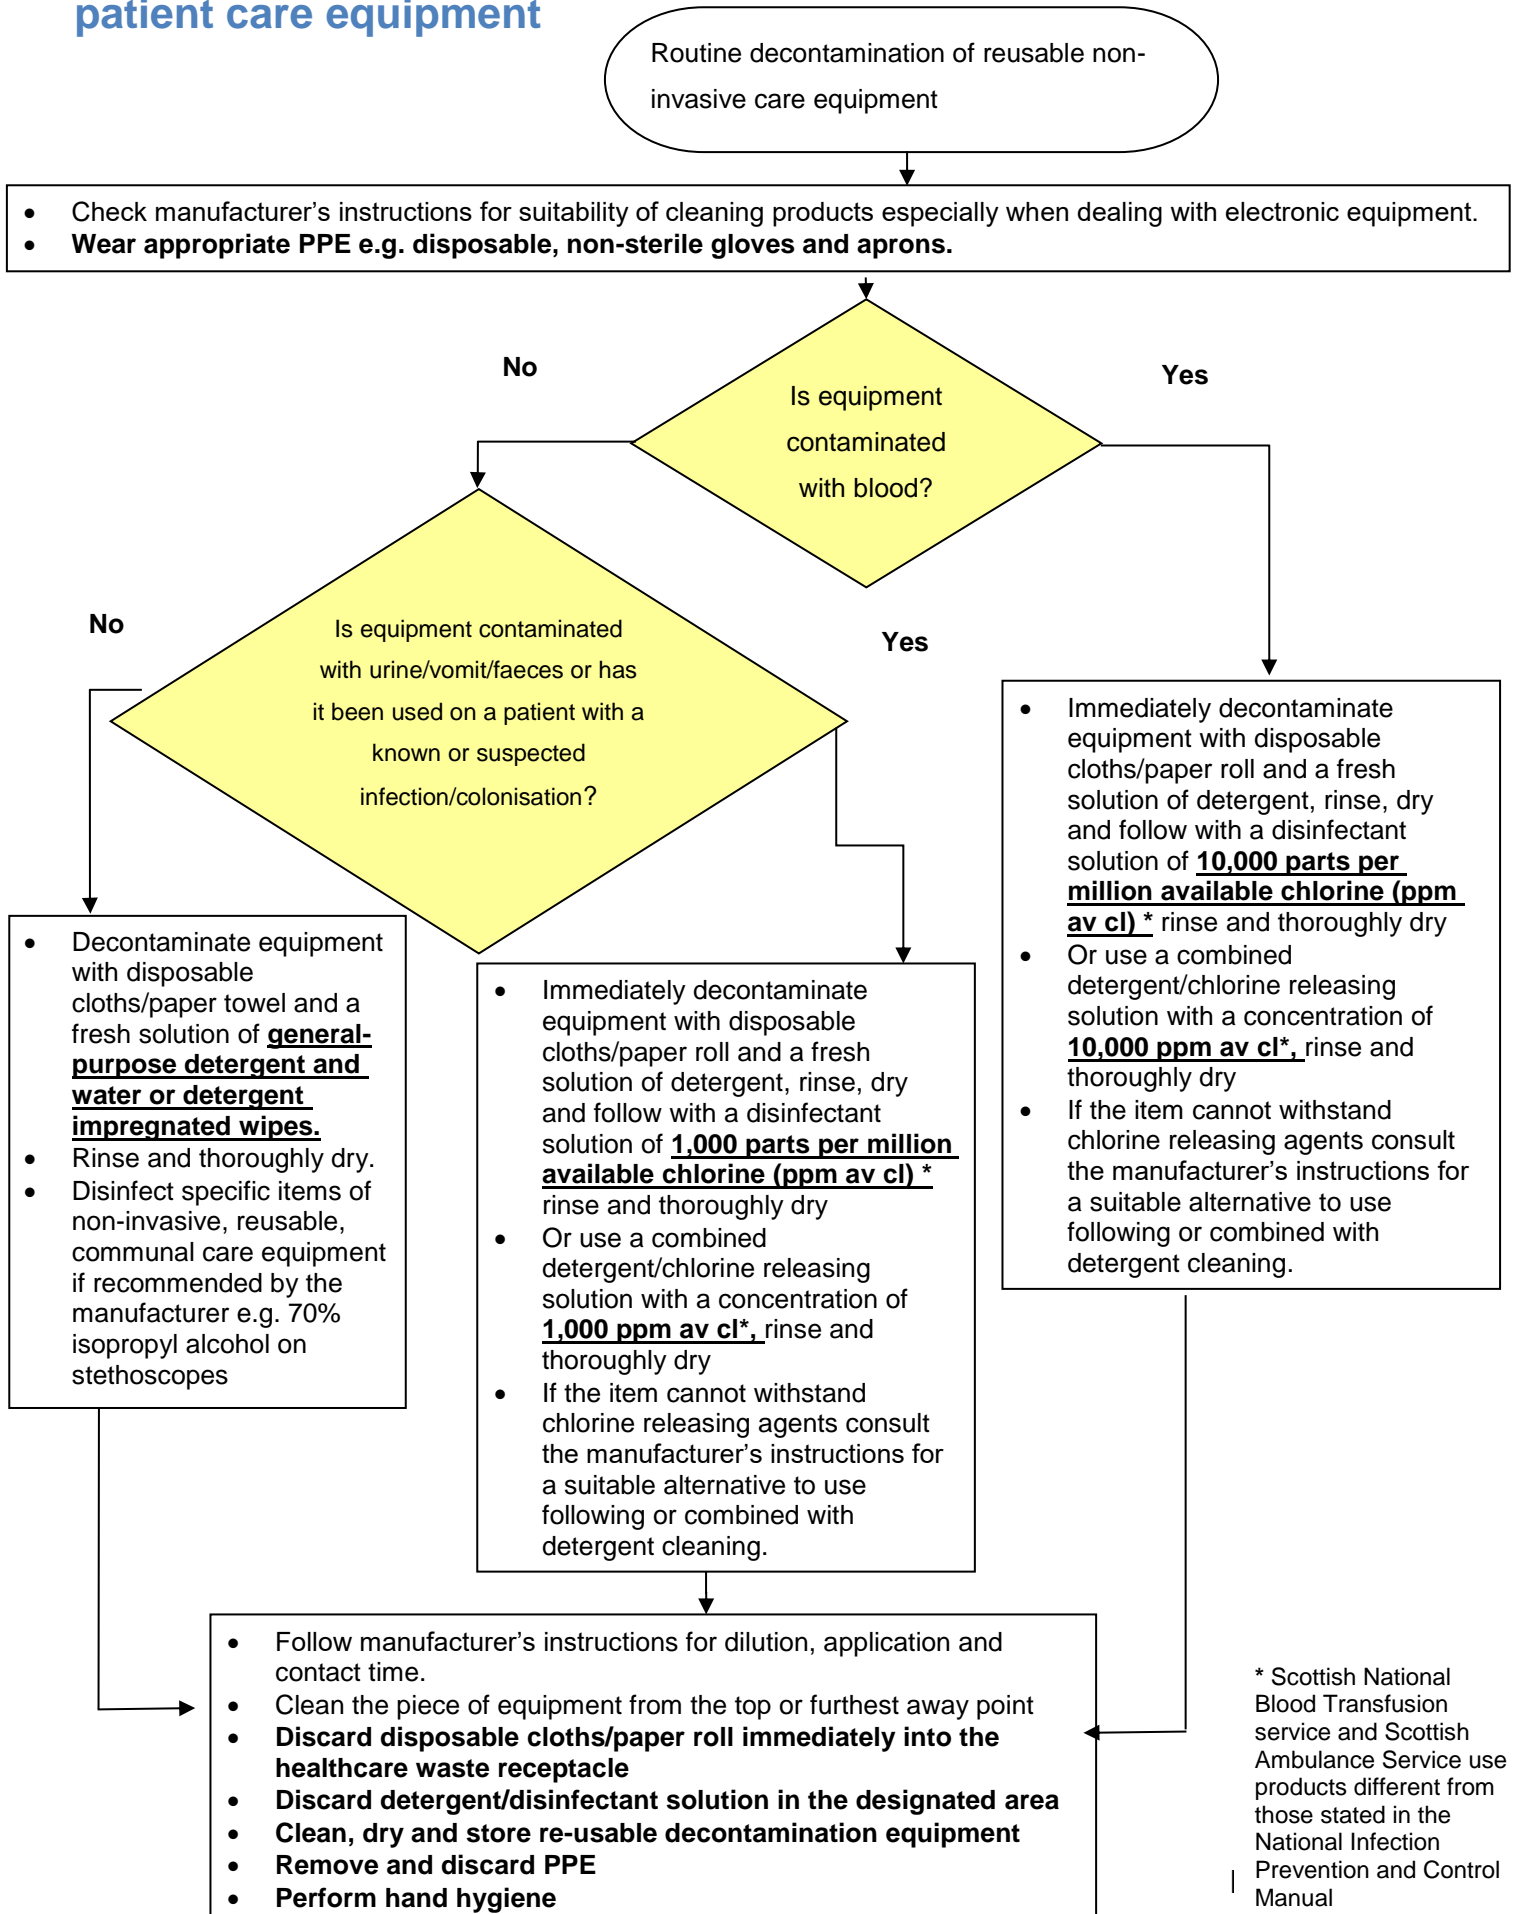 patient care equipment
Routine decontamination of reusable non-
invasive care equipment
• Check manufacturer’s instructions for suitability of cleaning products especially when dealing with electronic equipment.
• Wear appropriate PPE e.g. disposable, non-sterile gloves and aprons.
No
Yes
Is equipment
contaminated
with blood?
No
Yes
Is equipment contaminated
with urine/vomit/faeces or has
it been used on a patient with a
known or suspected
infection/colonisation?
• Immediately decontaminate
equipment with disposable
cloths/paper roll and a fresh
solution of detergent, rinse, dry
and follow with a disinfectant
solution of 10,000 parts per
million available chlorine (ppm
av cl) * rinse and thoroughly dry
• Or use a combined
detergent/chlorine releasing
solution with a concentration of
10,000 ppm av cl*, rinse and
thoroughly dry
• If the item cannot withstand
chlorine releasing agents consult
the manufacturer’s instructions for
a suitable alternative to use
following or combined with
detergent cleaning.
• Decontaminate equipment
with disposable
cloths/paper towel and a
fresh solution of general-
purpose detergent and
water or detergent
impregnated wipes.
• Rinse and thoroughly dry.
• Disinfect specific items of
non-invasive, reusable,
communal care equipment
if recommended by the
manufacturer e.g. 70%
isopropyl alcohol on
stethoscopes
• Immediately decontaminate
equipment with disposable
cloths/paper roll and a fresh
solution of detergent, rinse, dry
and follow with a disinfectant
solution of 1,000 parts per million
available chlorine (ppm av cl) *
rinse and thoroughly dry
• Or use a combined
detergent/chlorine releasing
solution with a concentration of
1,000 ppm av cl*, rinse and
thoroughly dry
• If the item cannot withstand
chlorine releasing agents consult
the manufacturer’s instructions for
a suitable alternative to use
following or combined with
detergent cleaning.
• Follow manufacturer’s instructions for dilution, application and
contact time.
• Clean the piece of equipment from the top or furthest away point
• Discard disposable cloths/paper roll immediately into the
healthcare waste receptacle
• Discard detergent/disinfectant solution in the designated area
• Clean, dry and store re-usable decontamination equipment
• Remove and discard PPE
• Perform hand hygiene
* Scottish National
Blood Transfusion
service and Scottish
Ambulance Service use
products different from
those stated in the
National Infection
Prevention and Control
Manual